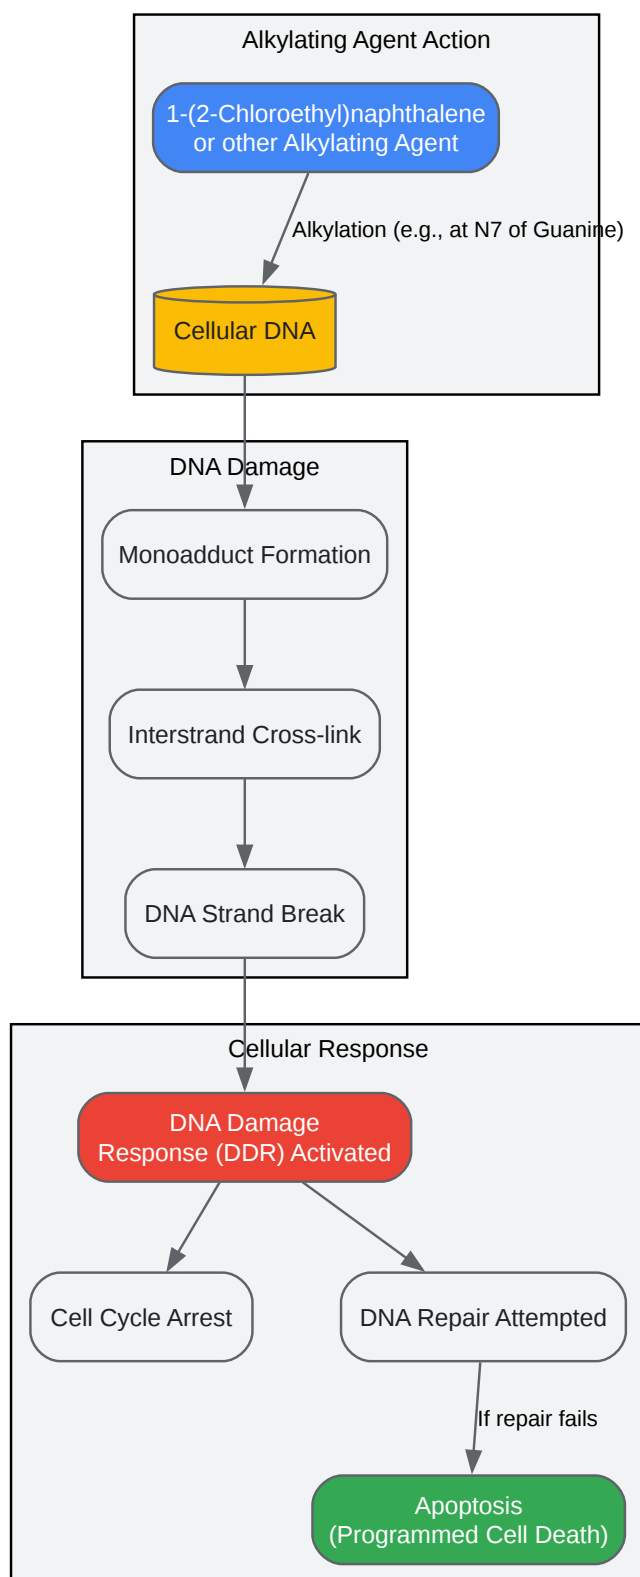 Alkylating Agent Action
1-(2-Chloroethyl)naphthalene
or other Alkylating Agent
Alkylation (e.g., at N7 of Guanine)
Cellular DNA
DNA Damage
Monoadduct Formation
Interstrand Cross-link
DNA Strand Break
Cellular Response
DNA Damage
Response (DDR) Activated
Cell Cycle Arrest
DNA Repair Attempted
If repair fails
Apoptosis
(Programmed Cell Death)